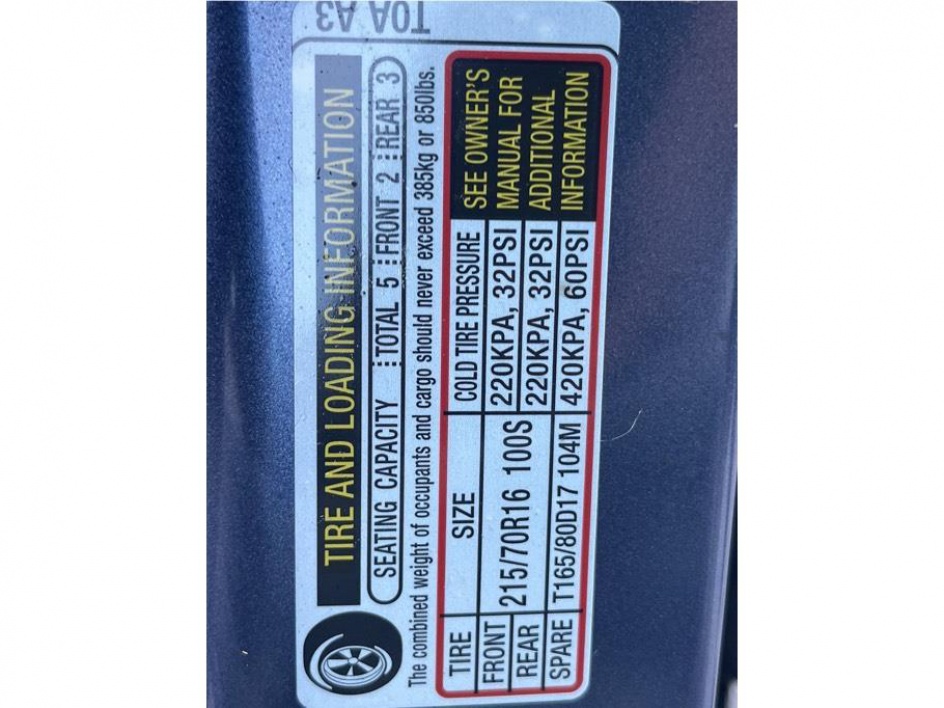 TIRE AND LOADING INFORMATION
SEATING CAPACITY TOTAL 5 FRONT 2 REAR 3
The combined weight of occupants and cargo should never exceed 385kg or 850lbs.
TIRE SIZE COLD TIRE PRESSURE
FRONT 215/70R16 100S 220KPA, 32PSI
REAR 220KPA, 32PSI
SPARE T165/80D17 104M 420KPA, 60PSI
SEE OWNER'S
MANUAL FOR
ADDITIONAL
INFORMATION
T0A A3